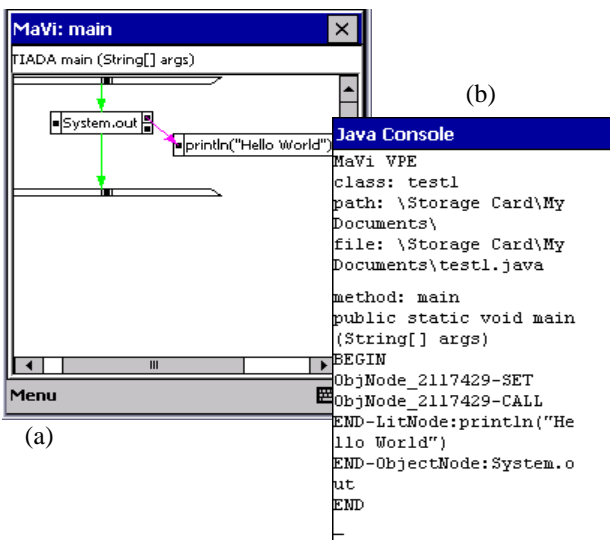 MaVi: main
TIADA main (String[] args)
System.out
println("Hello World")
Menu
(a)
(b)
Java Console
MaVi VPE
class: test1
path: \Storage Card\My
Documents\
file: \Storage Card\My
Documents\test1.java
method: main
public static void main
(String[] args)
BEGIN
ObjNode_2117429-SET
ObjNode_2117429-CALL
END-LitNode:println("He
llo World")
END-ObjectNode:System.o
ut
END
_